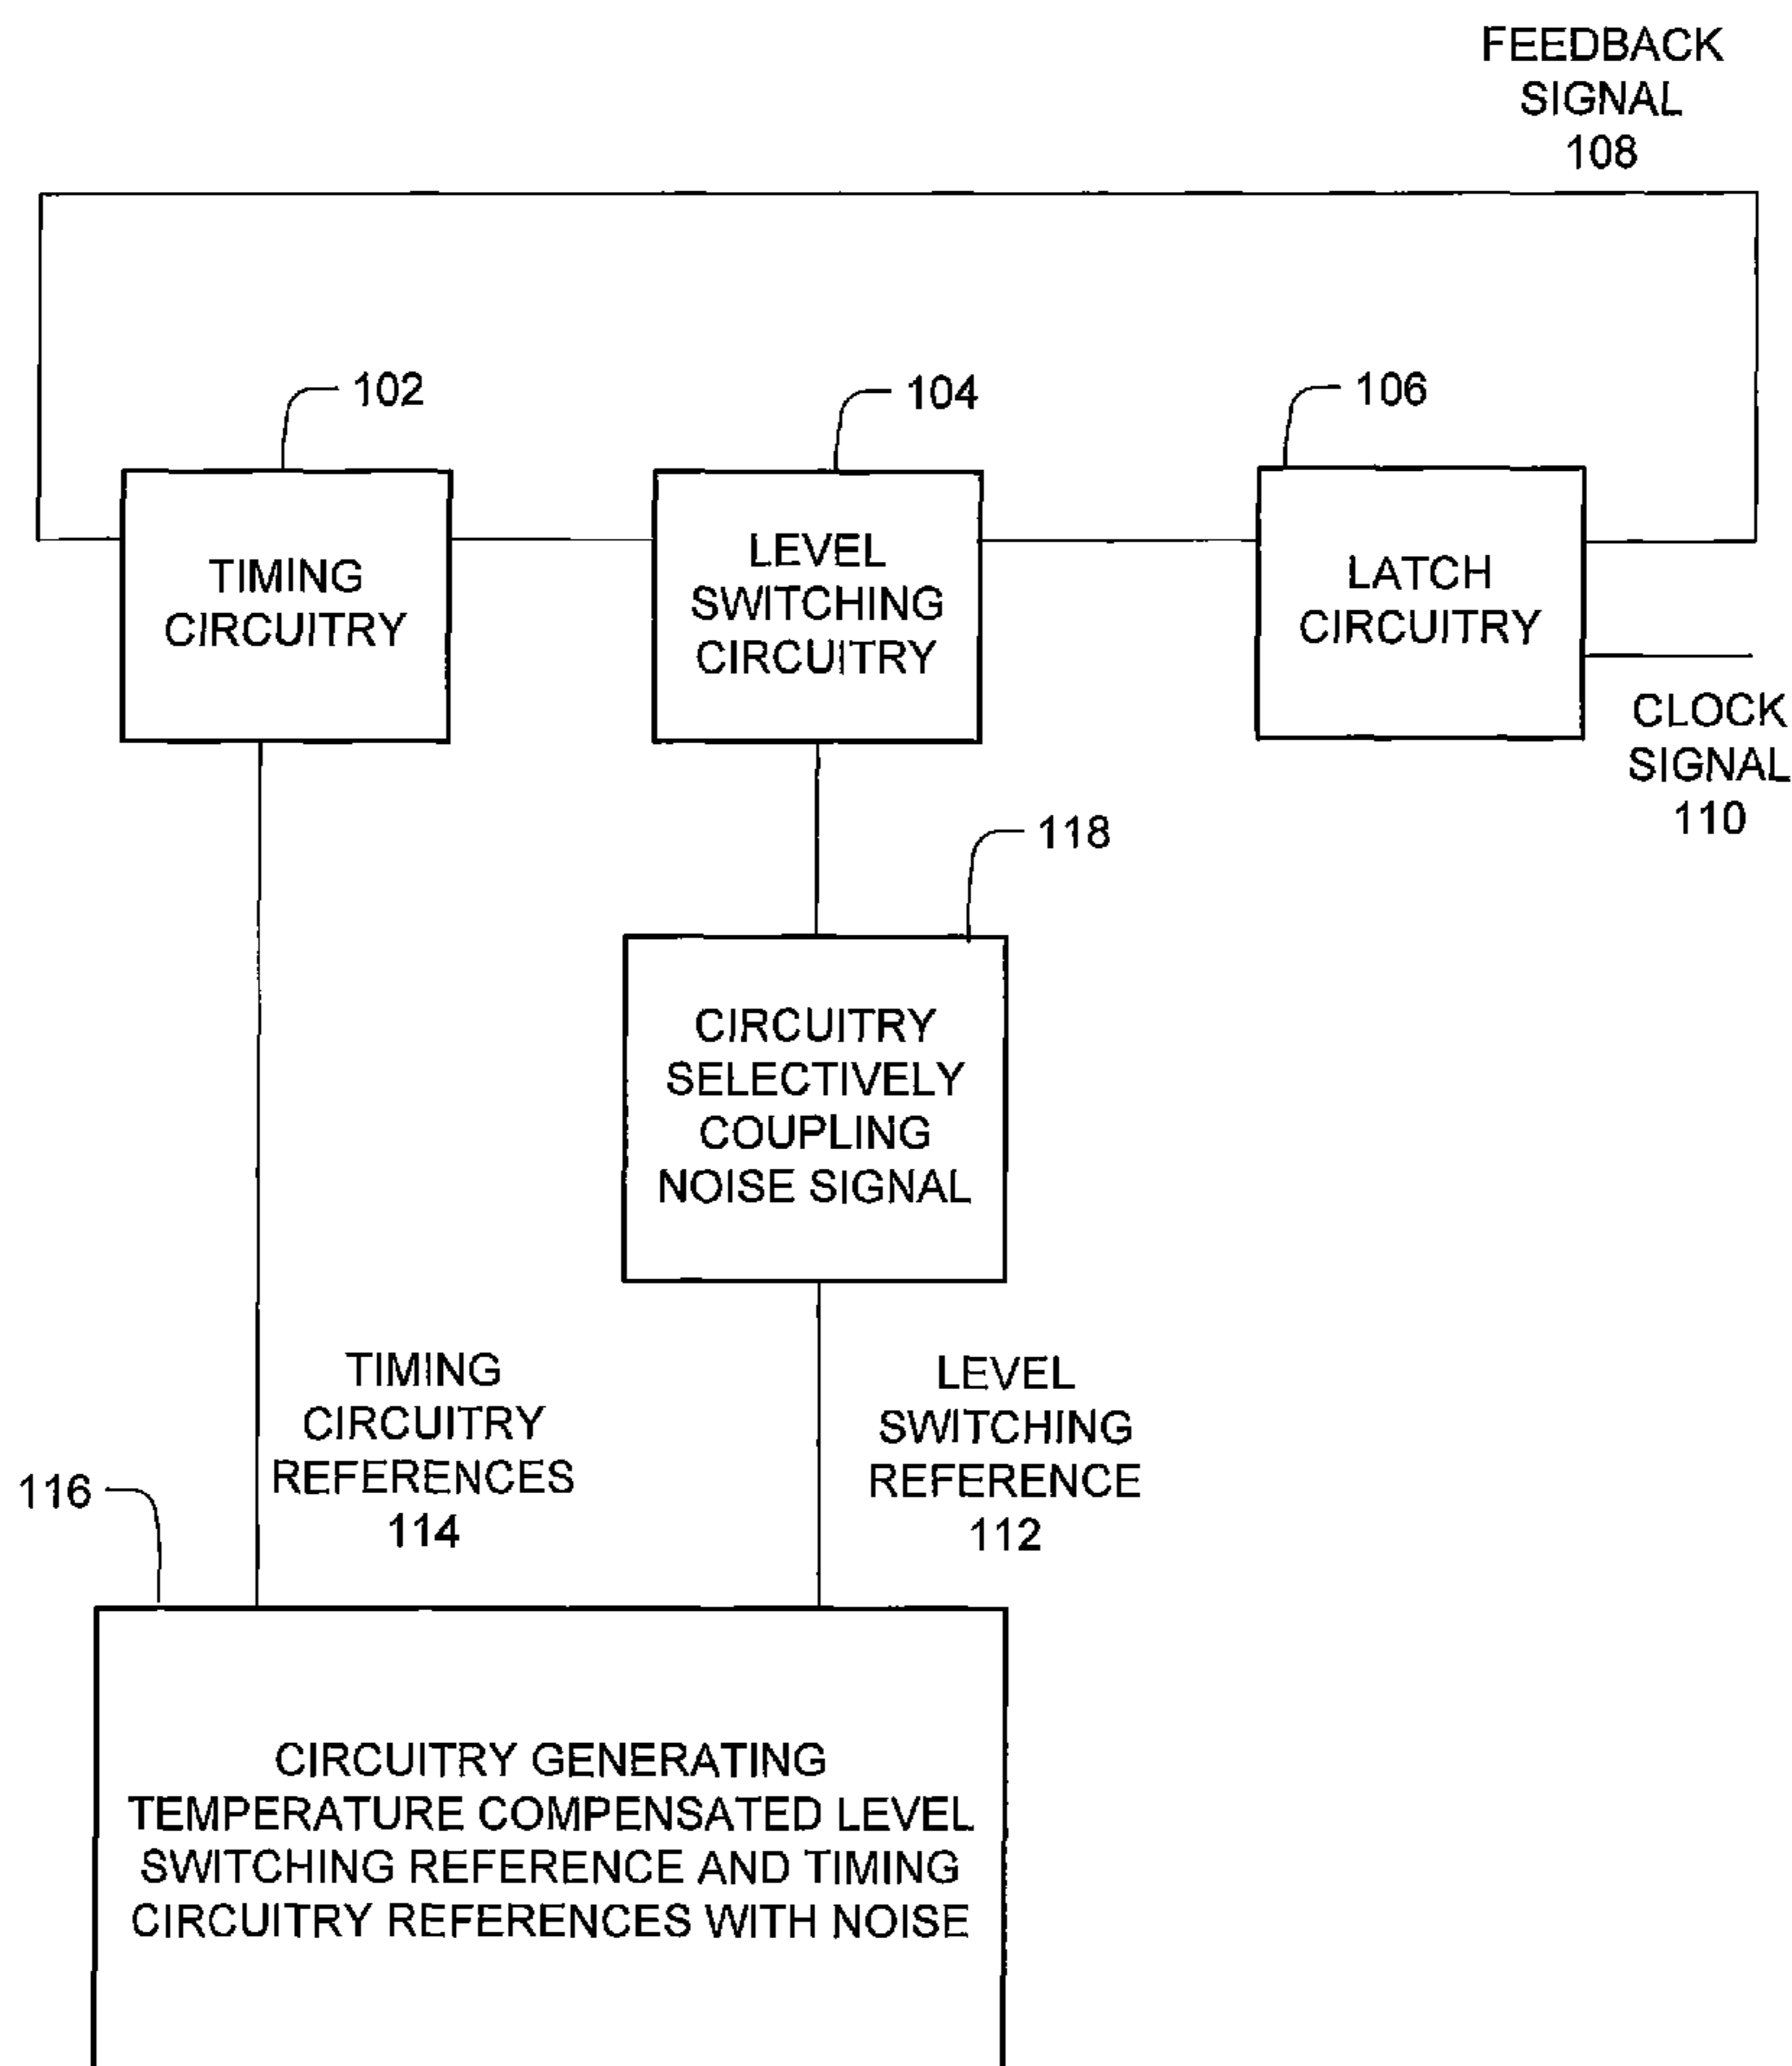 FEEDBACK
SIGNAL
108
102
104
106
TIMING
CIRCUITRY
LEVEL
SWITCHING
CIRCUITRY
LATCH
CIRCUITRY
CLOCK
SIGNAL
110
118
CIRCUITRY
SELECTIVELY
COUPLING
NOISE SIGNAL
TIMING
CIRCUITRY
REFERENCES
114
LEVEL
SWITCHING
REFERENCE
112
116
CIRCUITRY GENERATING
TEMPERATURE COMPENSATED LEVEL
SWITCHING REFERENCE AND TIMING
CIRCUITRY REFERENCES WITH NOISE